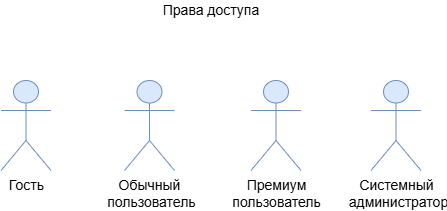 Права доступа
Гость
Обычный
пользователь
Премиум
пользователь
Системный
администратор